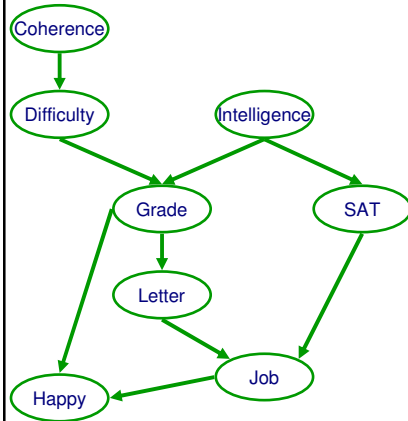 Coherence
Difficulty
Intelligence
Grade
SAT
Letter
Job
Happy